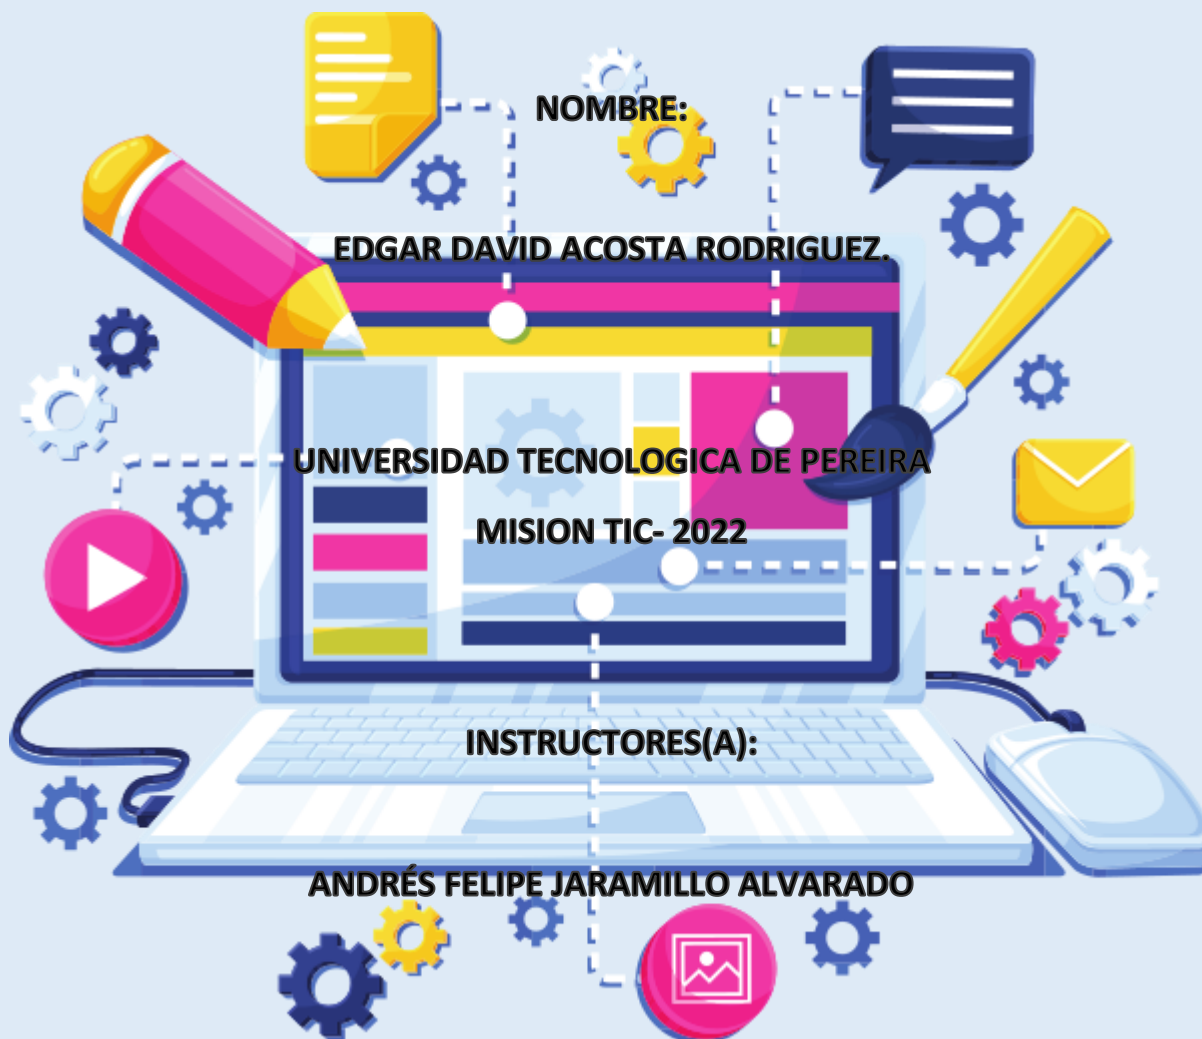 NOMBRE:
EDGAR DAVID ACOSTA RODRIGUEZ.
UNIVERSIDAD TECNOLOGICA DE PEREIRA
MISION TIC- 2022
INSTRUCTORES(A):
ANDRÉS FELIPE JARAMILLO ALVARADO